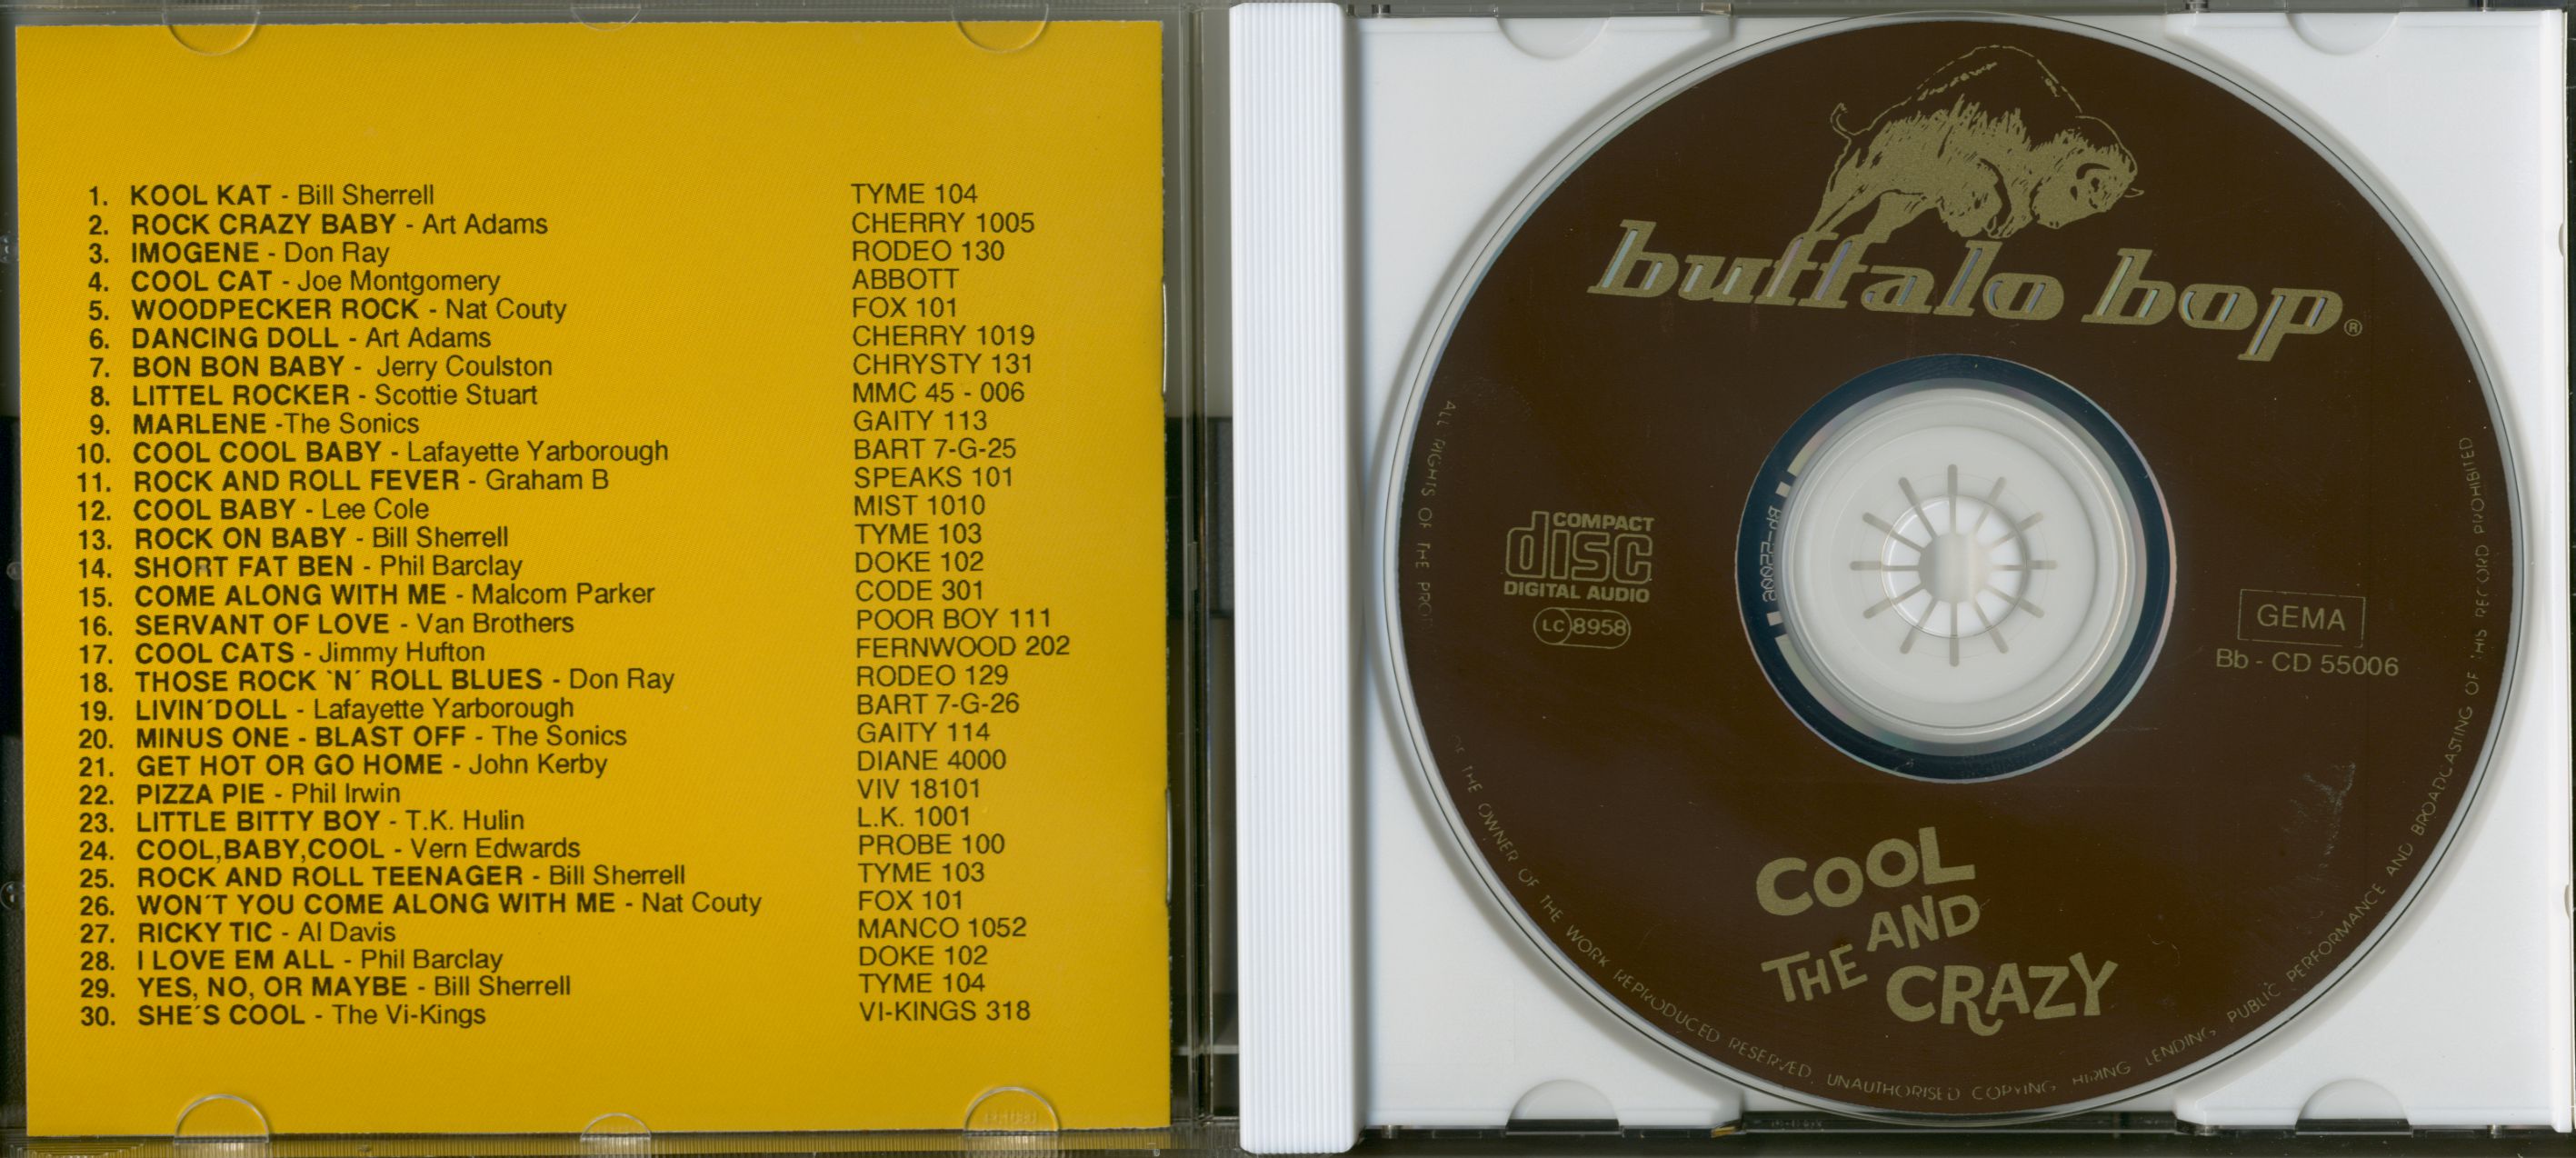 1. KOOL KAT - Bill Sherrell TYME 104
2. ROCK CRAZY BABY - Art Adams CHERRY 1005
3. IMOGENE - Don Ray RODEO 130
4. COOL CAT - Joe Montgomery ABBOTT
5. WOODPECKER ROCK - Nat Couty FOX 101
6. DANCING DOLL - Art Adams CHERRY 1019
7. BON BON BABY - Jerry Coulston CHRYSTY 131
8. LITTEL ROCKER - Scottie Stuart MMC 45 - 006
9. MARLENE -The Sonics GAITY 113
10. COOL COOL BABY - Lafayette Yarborough BART 7-G-25
11. ROCK AND ROLL FEVER - Graham B SPEAKS 101
12. COOL BABY - Lee Cole MIST 1010
13. ROCK ON BABY - Bill Sherrell TYME 103
14. SHORT FAT BEN - Phil Barclay DOKE 102
15. COME ALONG WITH ME - Malcom Parker CODE 301
16. SERVANT OF LOVE - Van Brothers POOR BOY 111
17. COOL CATS - Jimmy Hufton FERNWOOD 202
18. THOSE ROCK `N´ ROLL BLUES - Don Ray RODEO 129
19. LIVIN´DOLL - Lafayette Yarborough BART 7-G-26
20. MINUS ONE - BLAST OFF - The Sonics GAITY 114
21. GET HOT OR GO HOME - John Kerby DIANE 4000
22. PIZZA PIE - Phil Irwin VIV 18101
23. LITTLE BITTY BOY - T.K. Hulin L.K. 1001
24. COOL,BABY,COOL - Vern Edwards PROBE 100
25. ROCK AND ROLL TEENAGER - Bill Sherrell TYME 103
26. WON´T YOU COME ALONG WITH ME - Nat Couty FOX 101
27. RICKY TIC - Al Davis MANCO 1052
28. I LOVE EM ALL - Phil Barclay DOKE 102
29. YES, NO, OR MAYBE - Bill Sherrell TYME 104
30. SHE´S COOL - The Vi-Kings VI-KINGS 318
buffalo bop®
COMPACT
disc
DIGITAL AUDIO
LC 8958
Bb-55006
GEMA
Bb - CD 55006
COOL
AND
THE
CRAZY
ALL RIGHTS OF THE
THE OWNER OF THE WORK REPRODUCED RESERVED. UNAUTHORISED COPYING HIRING LENDING, PUBLIC PERFORMANCE AND BROADCASTING OF THIS RECORD PROHIBITED